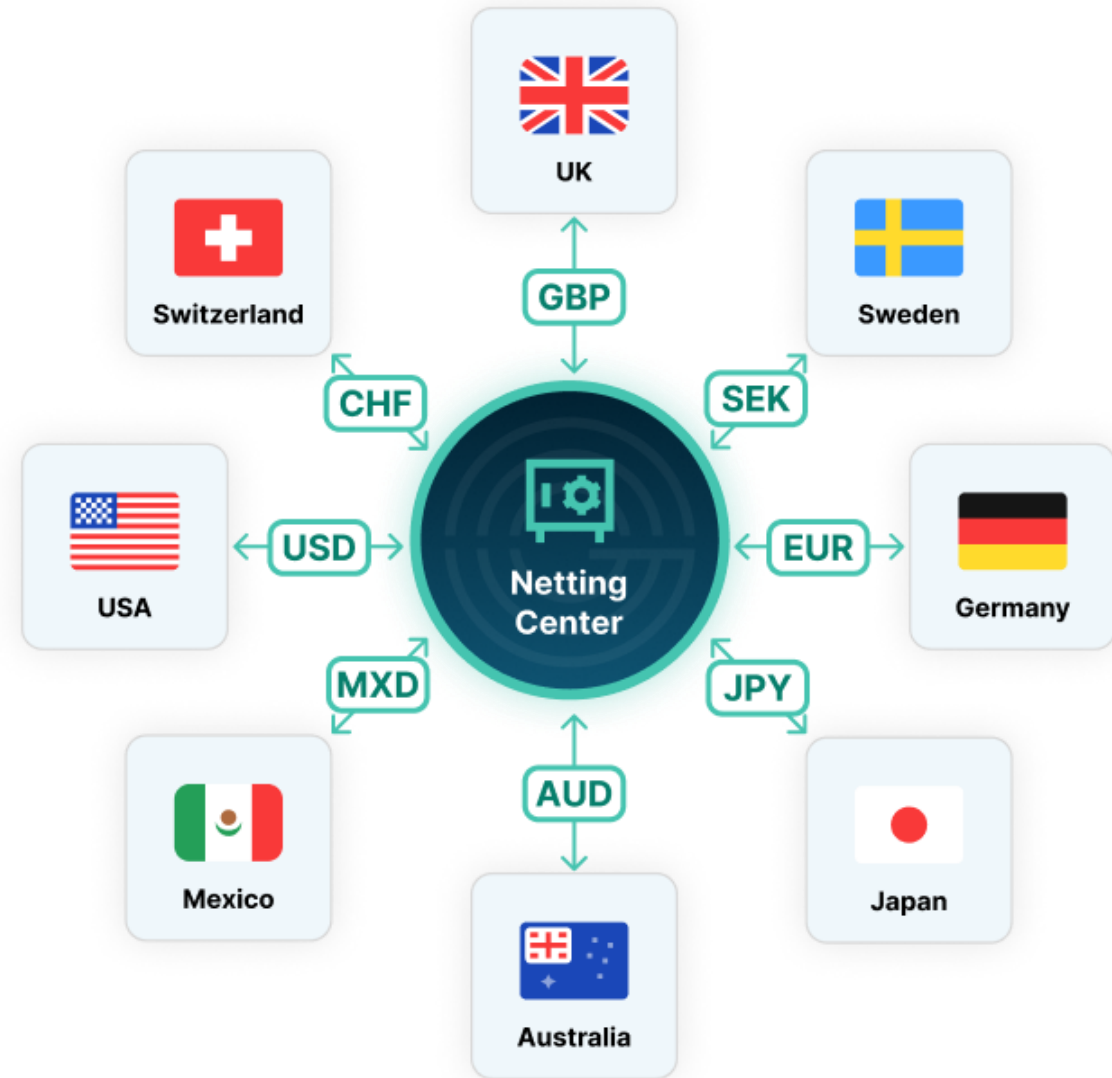 UK
Switzerland
Sweden
GBP
CHF
SEK
USA
USD
Netting
Center
EUR
Germany
MXD
JPY
AUD
Mexico
Japan
Australia